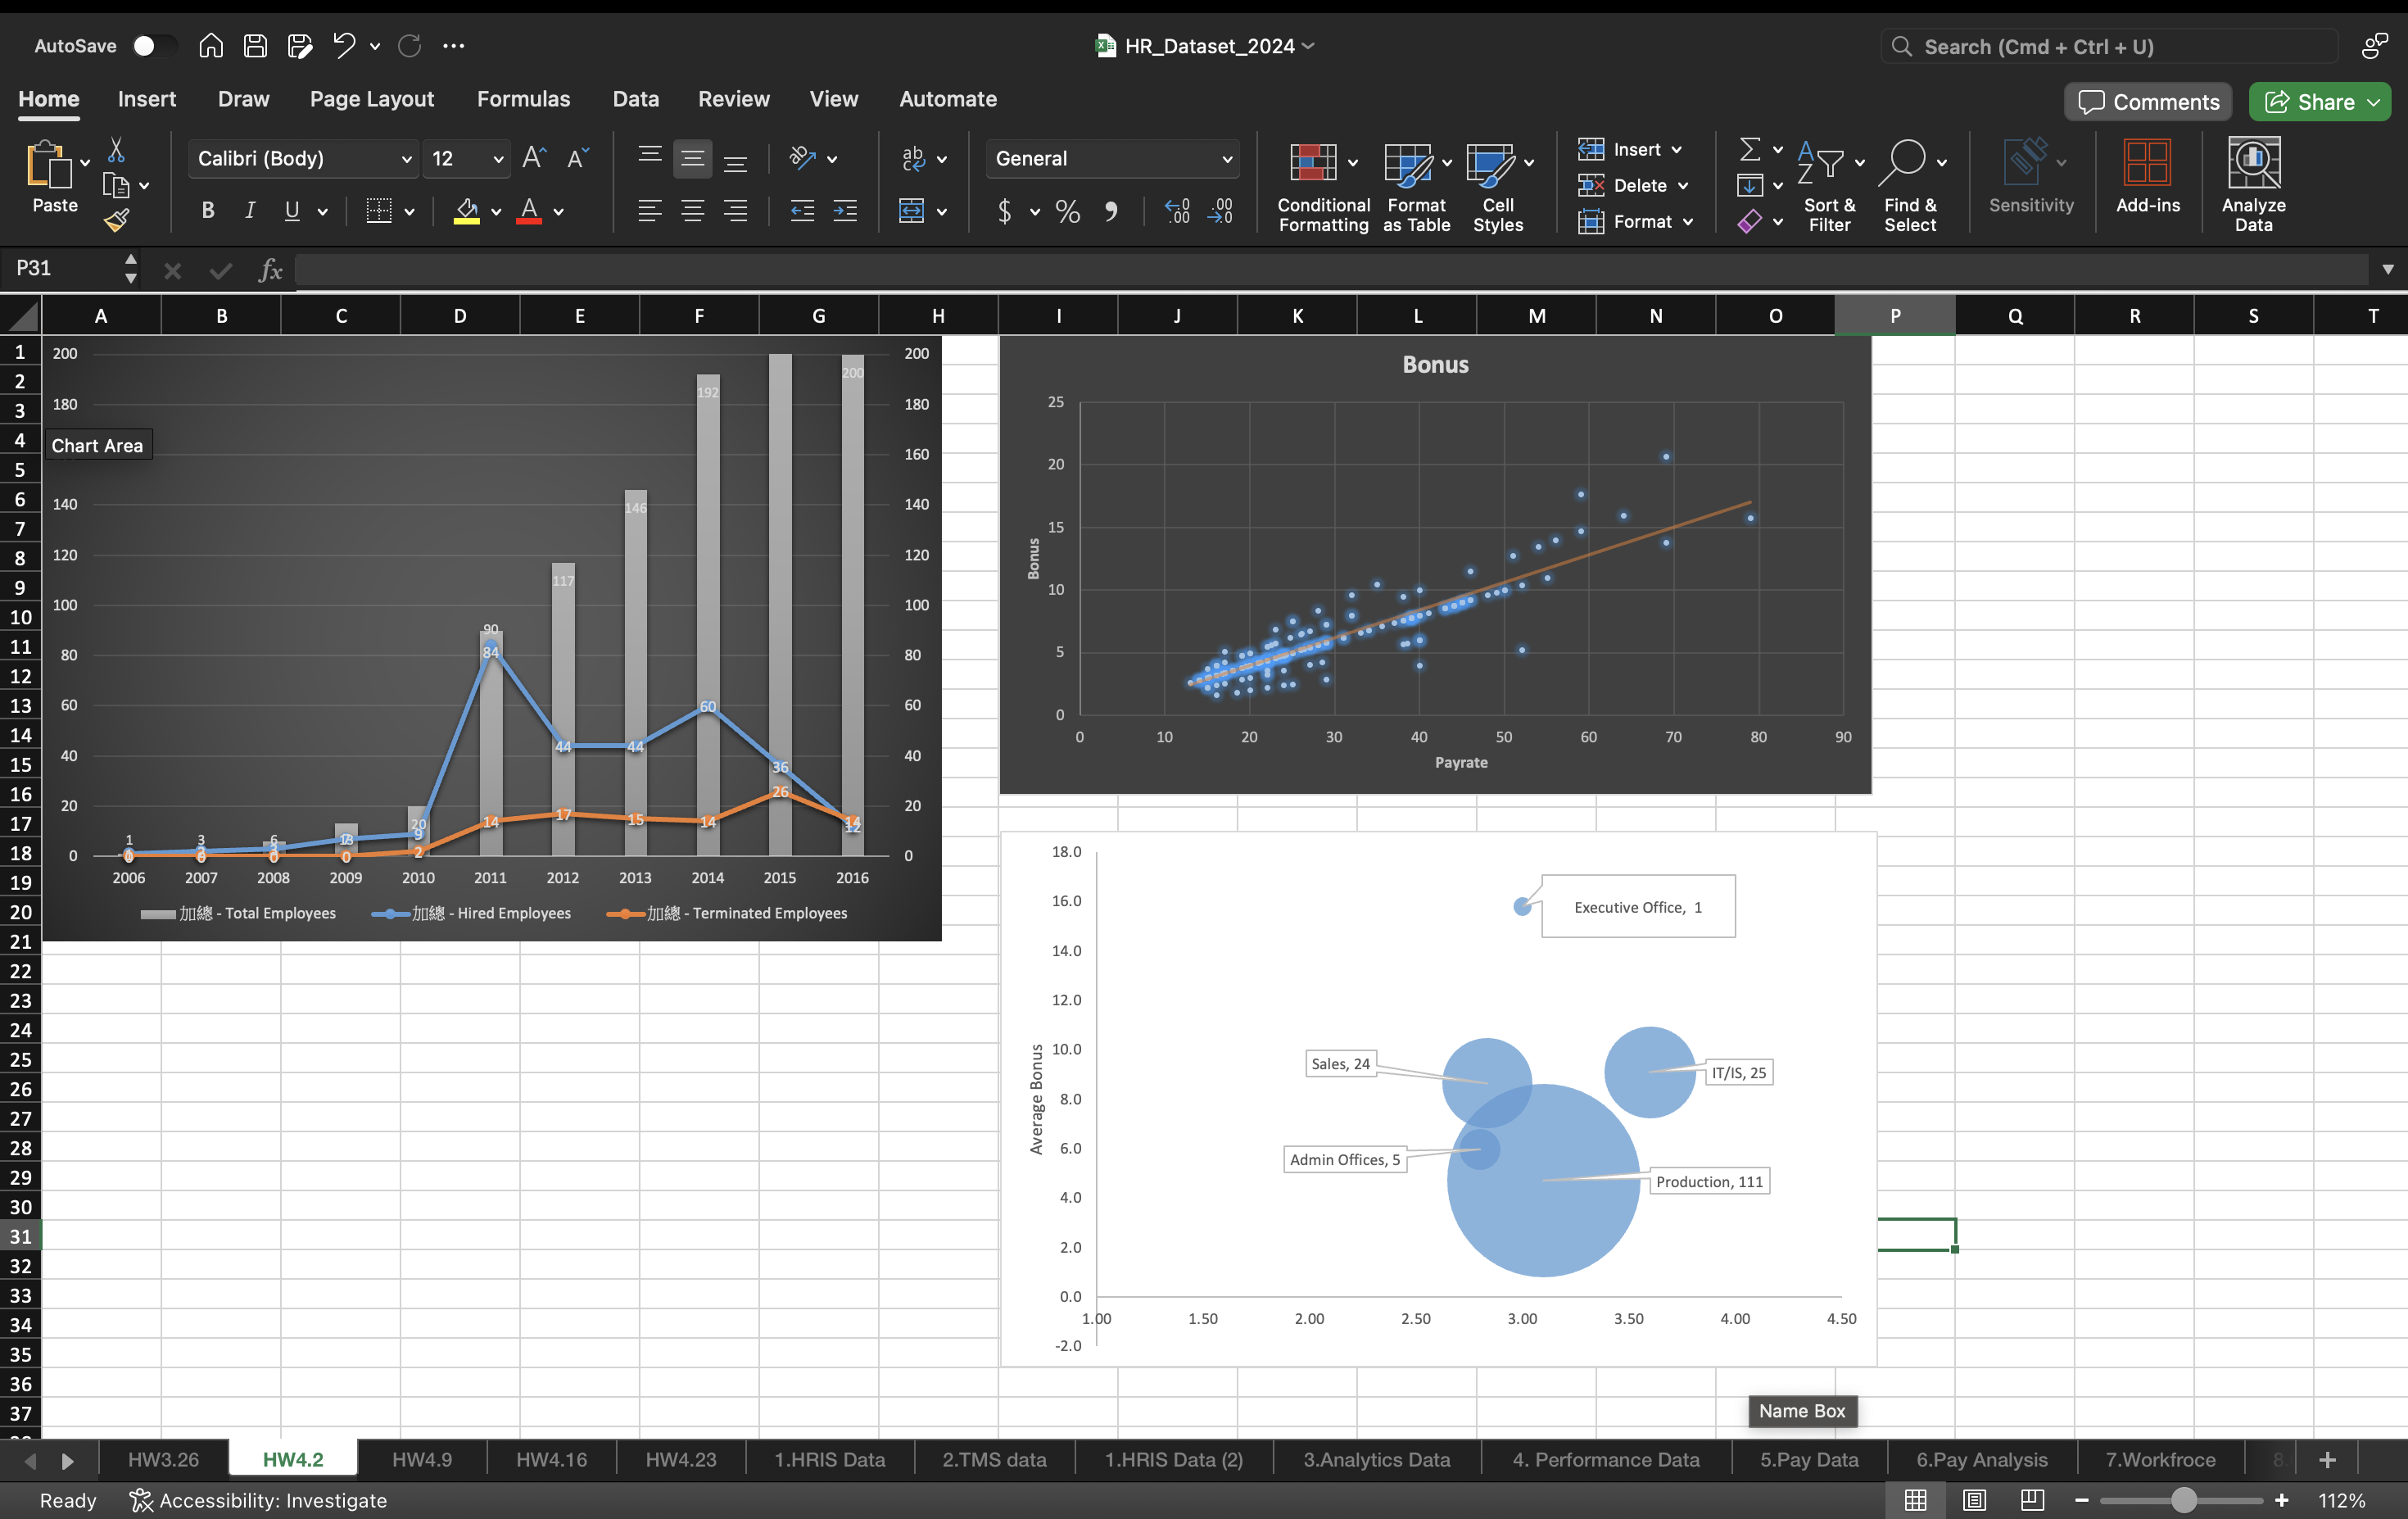 AutoSave
HR_Dataset_2024
Search (Cmd + Ctrl + U)
Home Insert Draw Page Layout Formulas Data Review View Automate
Comments Share
Paste
Calibri (Body) 12
B I U A
ab
General
$ % 9
Conditional Formatting
Format as Table
Cell Styles
Insert
Delete
Format
Sort & Filter
Find & Select
Sensitivity
Add-ins
Analyze Data
P31 fx
A B C D E F G H I J K L M N O P Q R S T
1 2 3 4 5 6 7 8 9 10 11 12 13 14 15 16 17 18 19 20 21 22 23 24 25 26 27 28 29 30 31 32 33 34 35 36 37
Chart Area
200 180 140 120 100 80 60 40 20 0
200 180 160 140 120 100 80 60 40 20 0
192 200
146
117
90
84
60
44 44
36
26
20
9
14 17 15 14
14
12
1 3 6
0 0 2
2006 2007 2008 2009 2010 2011 2012 2013 2014 2015 2016
加總 - Total Employees 加總 - Hired Employees 加總 - Terminated Employees
Bonus
Bonus
25 20 15 10 5 0
0 10 20 30 40 50 60 70 80 90
Payrate
Average Bonus
18.0 16.0 14.0 12.0 10.0 8.0 6.0 4.0 2.0 0.0 -2.0
Executive Office, 1
Sales, 24
IT/IS, 25
Admin Offices, 5
Production, 111
1.00 1.50 2.00 2.50 3.00 3.50 4.00 4.50
Name Box
HW3.26 HW4.2 HW4.9 HW4.16 HW4.23 1.HRIS Data 2.TMS data 1.HRIS Data (2) 3.Analytics Data 4. Performance Data 5.Pay Data 6.Pay Analysis 7.Workfroce 8.
Ready Accessibility: Investigate 112%